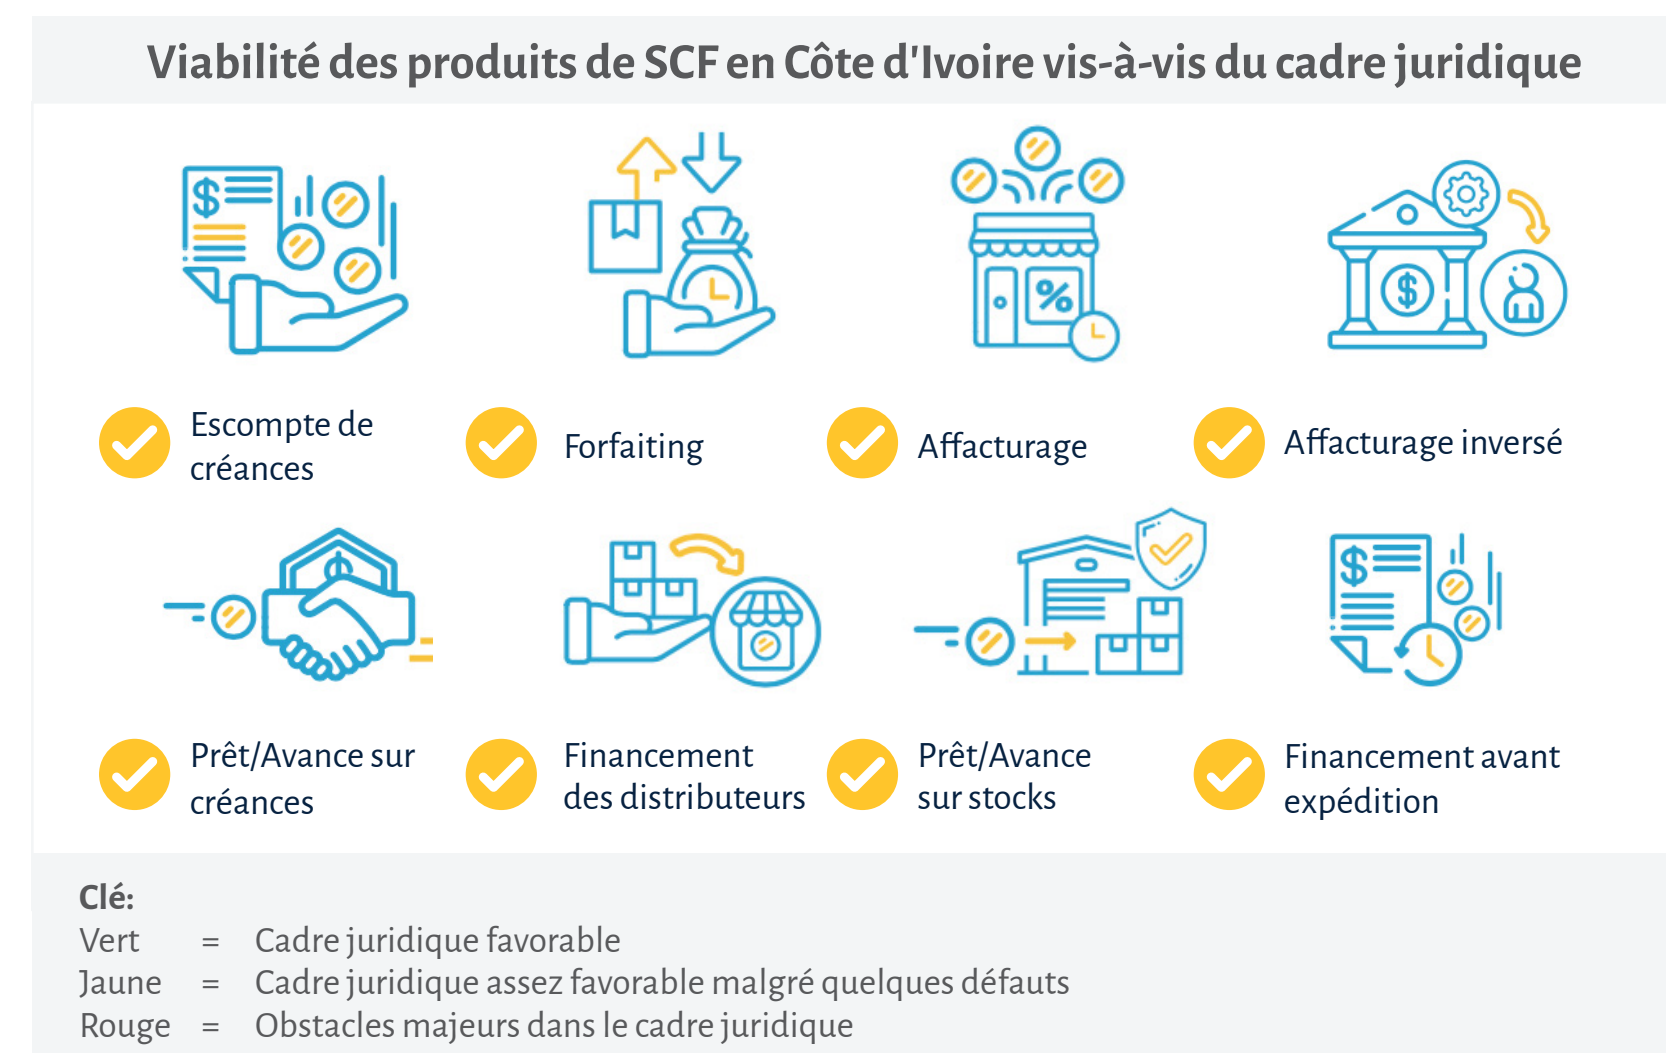 Viabilité des produits de SCF en Côte d'Ivoire vis-à-vis du cadre juridique
Escompte de
créances
Forfaiting
Affacturage
Affacturage inversé
Prêt/Avance sur
créances
Financement
des distributeurs
Prêt/Avance
sur stocks
Financement avant
expédition
Clé:
Vert = Cadre juridique favorable
Jaune = Cadre juridique assez favorable malgré quelques défauts
Rouge = Obstacles majeurs dans le cadre juridique